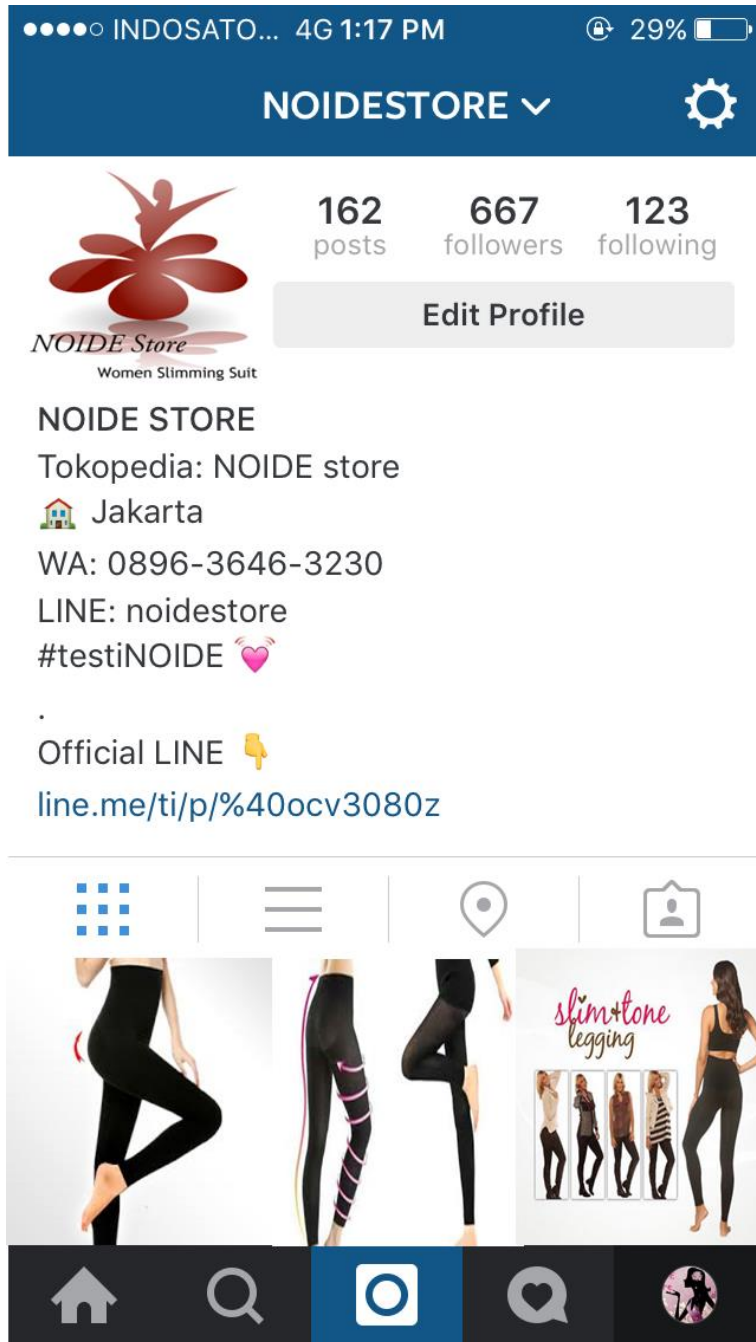 INDOSATO... 4G 1:17 PM 29%
NOIDESTORE
162 667 123
posts followers following
Edit Profile
NOIDE Store
Women Slimming Suit
NOIDE STORE
Tokopedia: NOIDE store
🏠 Jakarta
WA: 0896-3646-3230
LINE: noidestore
#testiNOIDE 💓
.
Official LINE 👇
line.me/ti/p/%40ocv3080z
slim+tone
legging